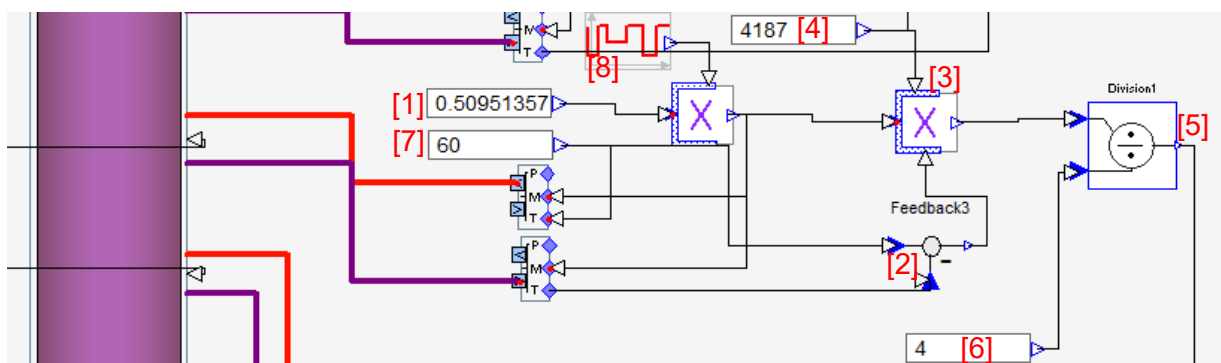 M
T
4187 [4]
[8]
[3]
Division1
[1] 0.50951357
X
X
[5]
[7] 60
÷
P
M
T
Feedback3
P
M
T
[2]
-
4 [6]